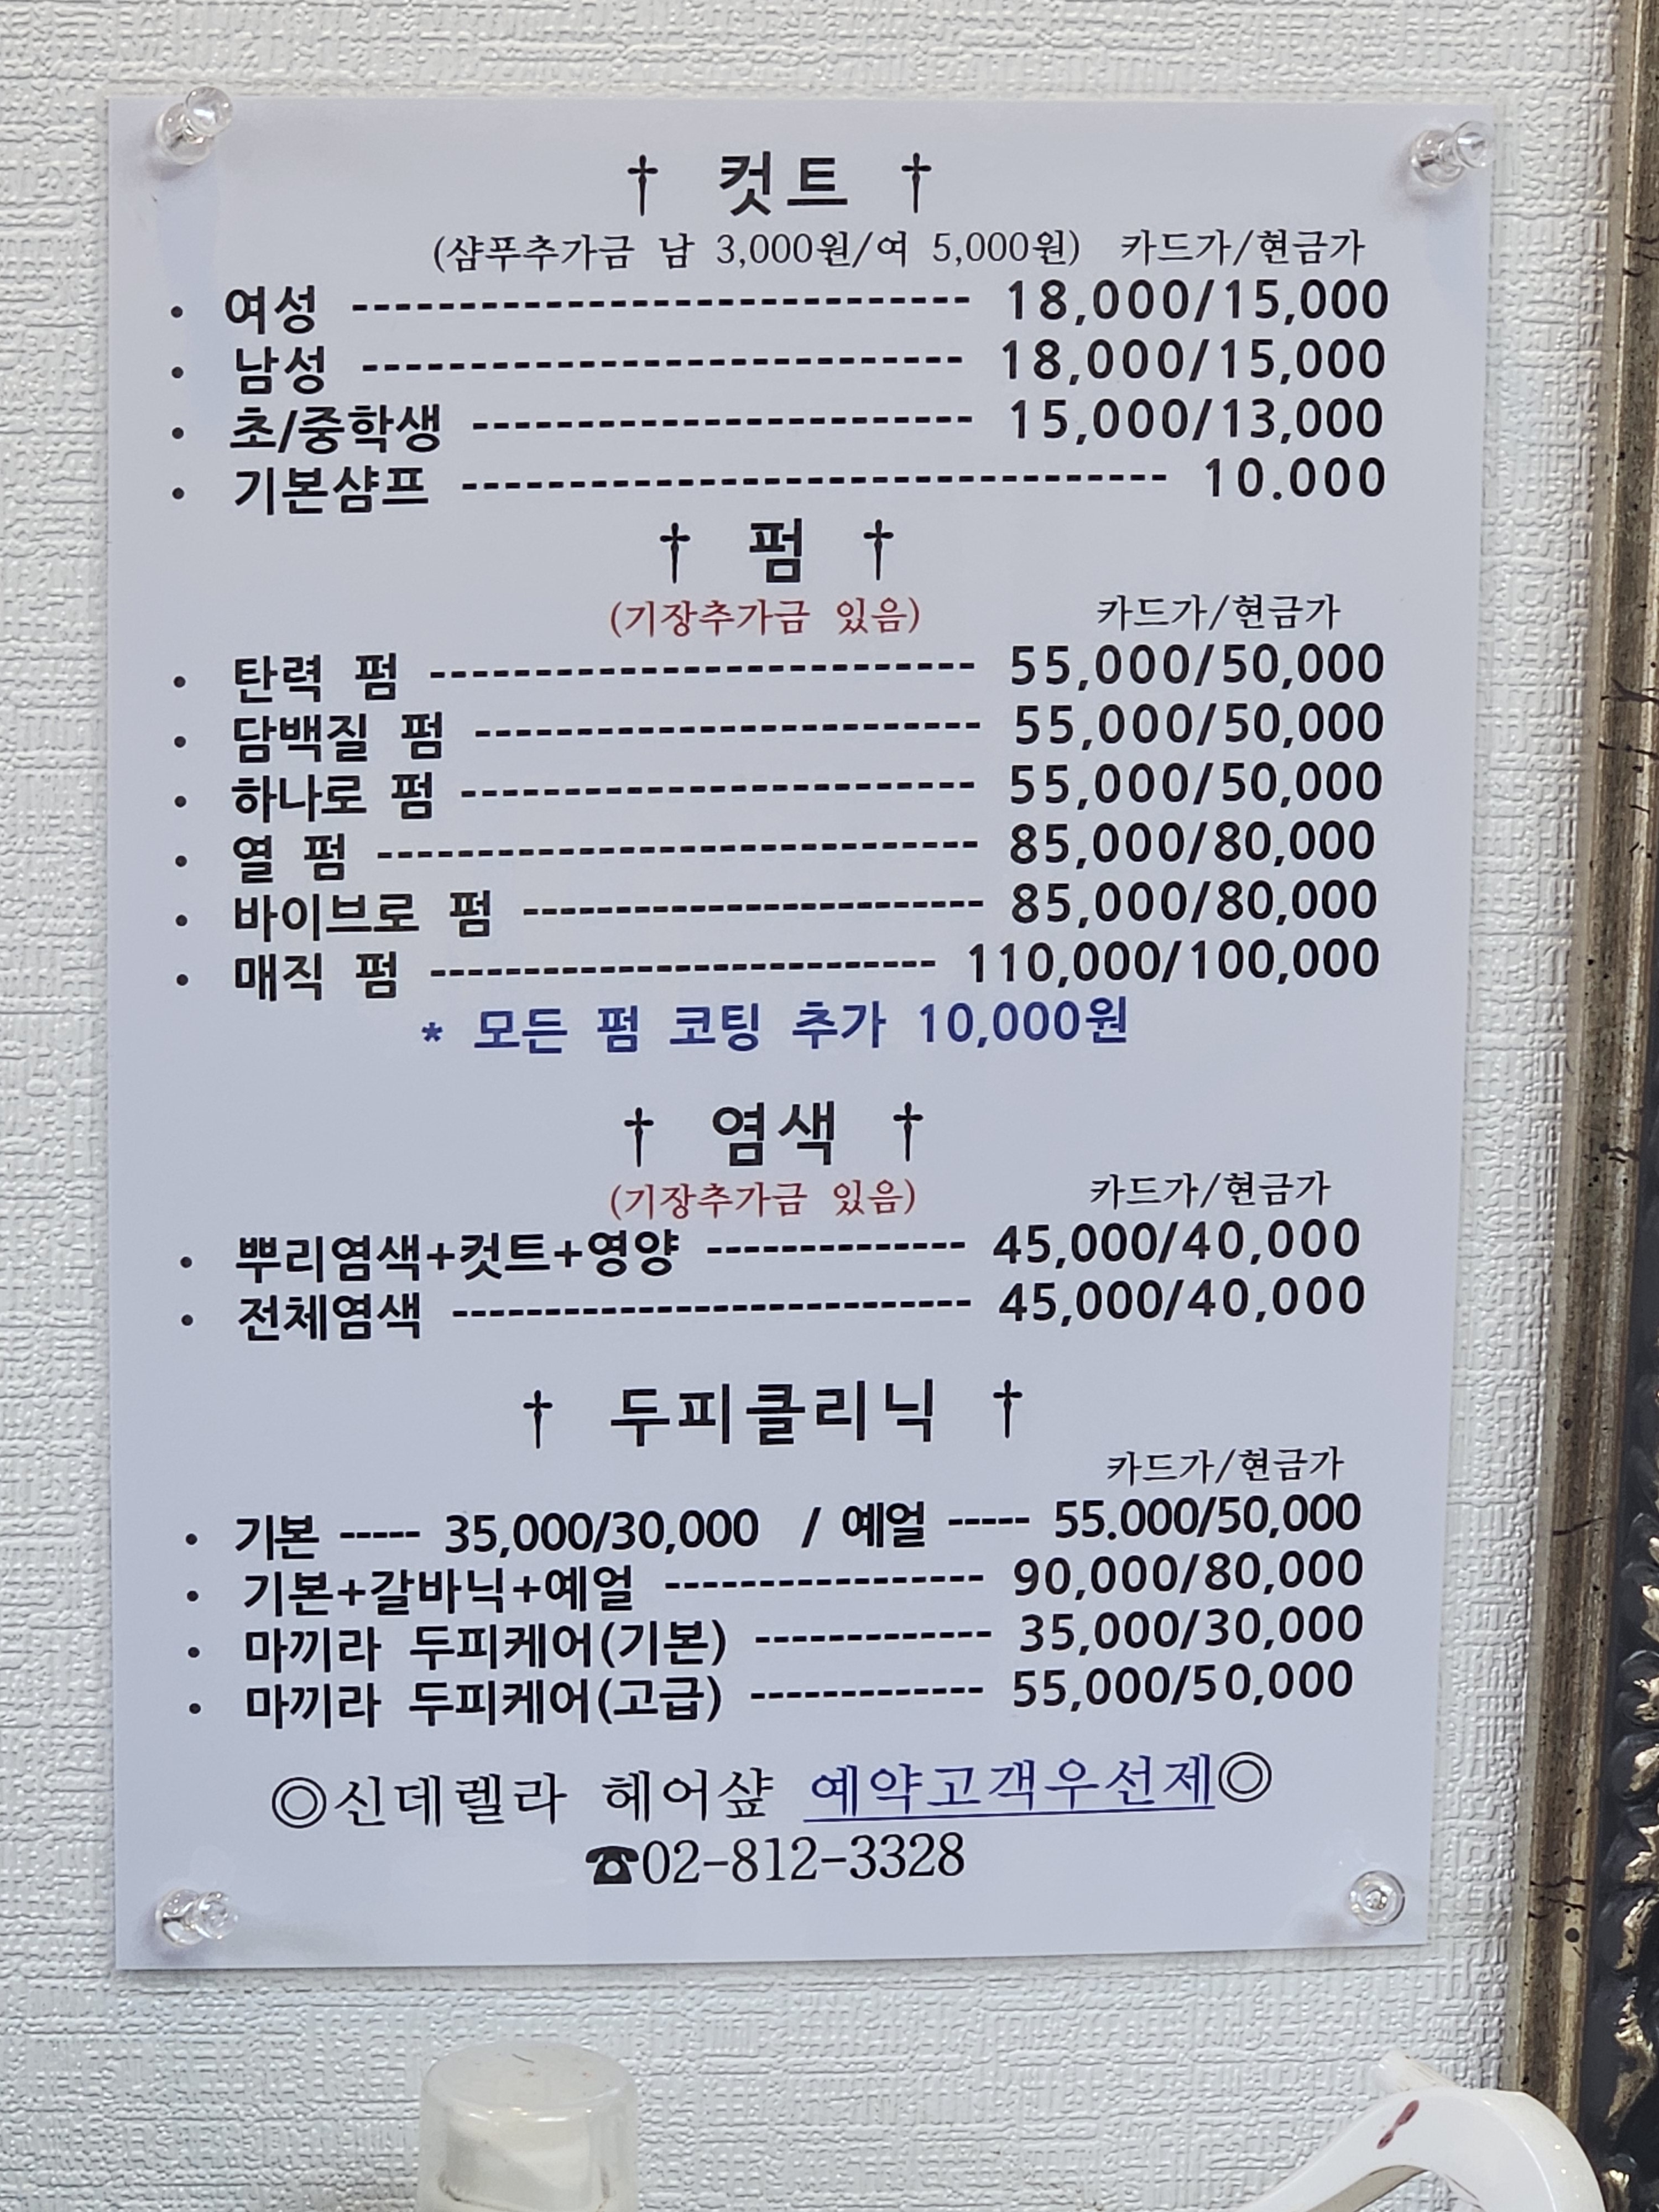 † 컷트 †
(샴푸추가금 남 3,000원/여 5,000원) 카드가/현금가
• 여성 ------------------------------ 18,000/15,000
• 남성 ----------------------------- 18,000/15,000
• 초/중학생 ------------------------ 15,000/13,000
• 기본샴프 ---------------------------------- 10.000
† 펌 †
(기장추가금 있음) 카드가/현금가
• 탄력 펌 -------------------------- 55,000/50,000
• 담백질 펌 ------------------------ 55,000/50,000
• 하나로 펌 ------------------------ 55,000/50,000
• 열 펌 ----------------------------- 85,000/80,000
• 바이브로 펌 ---------------------- 85,000/80,000
• 매직 펌 ------------------------ 110,000/100,000
* 모든 펌 코팅 추가 10,000원
† 염색 †
(기장추가금 있음) 카드가/현금가
• 뿌리염색+컷트+영양 ------------- 45,000/40,000
• 전체염색 ------------------------- 45,000/40,000
† 두피클리닉 †
카드가/현금가
• 기본 ----- 35,000/30,000 / 예얼 ----- 55.000/50,000
• 기본+갈바닉+예얼 ---------------- 90,000/80,000
• 마끼라 두피케어(기본) ------------ 35,000/30,000
• 마끼라 두피케어(고급) ------------ 55,000/50,000
◎신데렐라 헤어샾 예약고객우선제◎
☎02-812-3328